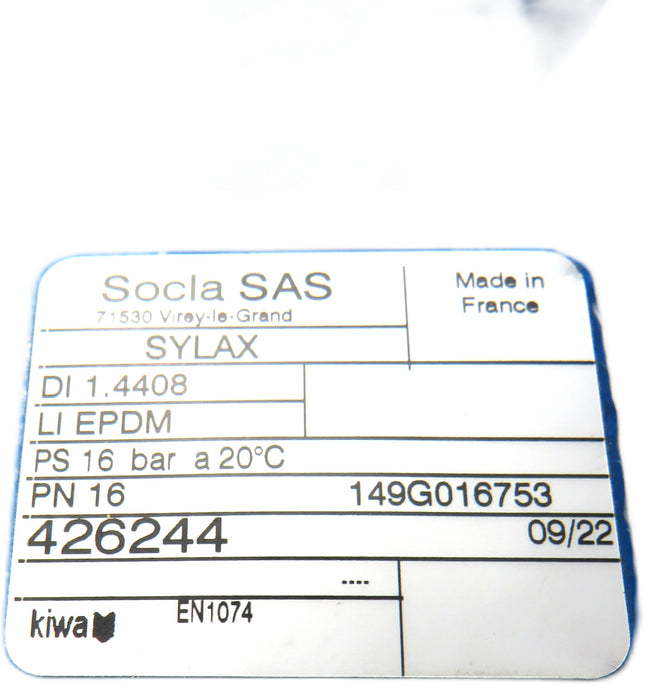 Socla SAS
71530 Virey-le-Grand
Made in
France
SYLAX
DI 1.4408
LI EPDM
PS 16 bar a 20°C
PN 16 149G016753
426244 09/22
----
kiwa EN1074